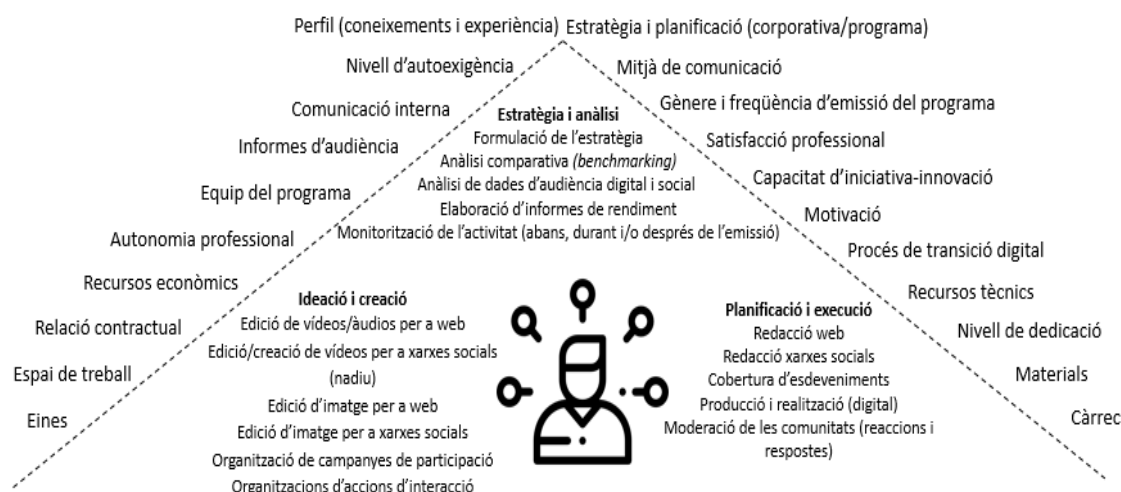 Perfil (coneixements i experiència)
Estratègia i planificació (corporativa/programa)
Nivell d'autoexigència
Mitjà de comunicació
Comunicació interna
Gènere i freqüència d'emissió del programa
Informes d'audiència
Satisfacció professional
Equip del programa
Capacitat d'iniciativa-innovació
Autonomia professional
Motivació
Recursos econòmics
Procés de transició digital
Relació contractual
Recursos tècnics
Espai de treball
Nivell de dedicació
Eines
Materials
Càrrec
Estratègia i anàlisi
Formulació de l'estratègia
Anàlisi comparativa (benchmarking)
Anàlisi de dades d'audiència digital i social
Elaboració d'informes de rendiment
Monitorització de l'activitat (abans, durant i/o després de l'emissió)
Ideació i creació
Edició de vídeos/àudios per a web
Edició/creació de vídeos per a xarxes socials
(nadiu)
Edició d'imatge per a web
Edició d'imatge per a xarxes socials
Organització de campanyes de participació
Organitzacions d'accions d'interacció
Planificació i execució
Redacció web
Redacció xarxes socials
Cobertura d'esdeveniments
Producció i realització (digital)
Moderació de les comunitats (reaccions i
respostes)